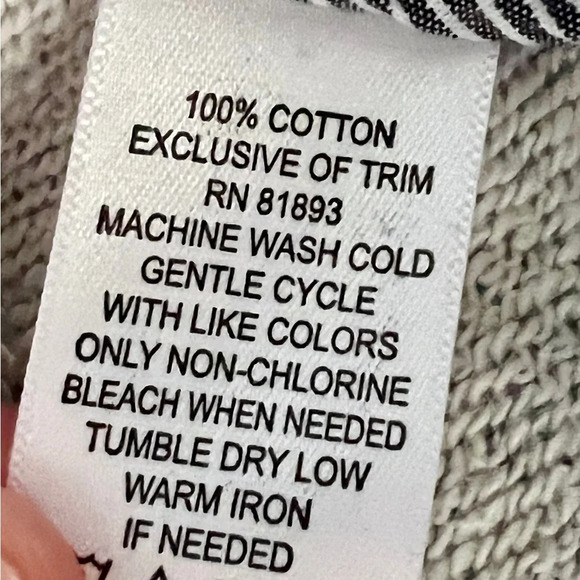 100% COTTON
EXCLUSIVE OF TRIM
RN 81893
MACHINE WASH COLD
GENTLE CYCLE
WITH LIKE COLORS
ONLY NON-CHLORINE
BLEACH WHEN NEEDED
TUMBLE DRY LOW
WARM IRON
IF NEEDED